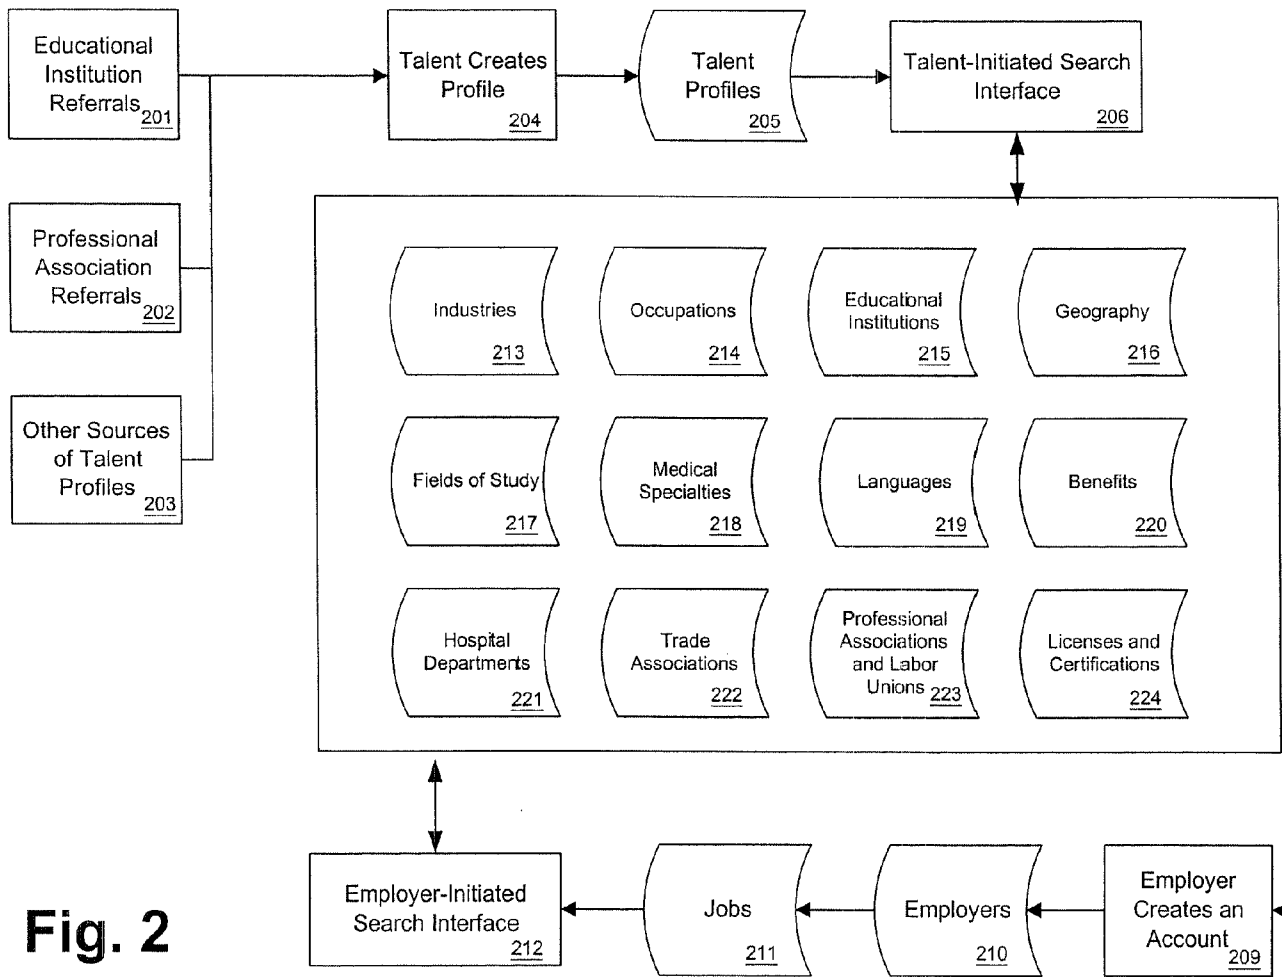 Educational
Institution
Referrals
201
Talent Creates
Profile
204
Talent
Profiles
205
Talent-Initiated Search
Interface
206
Professional
Association
Referrals
202
Other Sources
of Talent
Profiles
203
Industries
213
Occupations
214
Educational
Institutions
215
Geography
216
Fields of Study
217
Medical
Specialties
218
Languages
219
Benefits
220
Hospital
Departments
221
Trade
Associations
222
Professional
Associations
and Labor
Unions
223
Licenses and
Certifications
224
Employer-Initiated
Search Interface
212
Jobs
211
Employers
210
Employer
Creates an
Account
209
Fig. 2